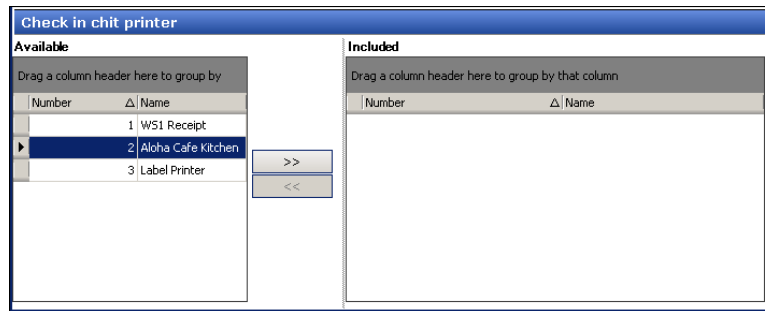 Check in chit printer
Available
Included
Drag a column header here to group by
Drag a column header here to group by that column
Number △ Name
Number △ Name
1 WS1 Receipt
2 Aloha Cafe Kitchen
3 Label Printer
>>
<<